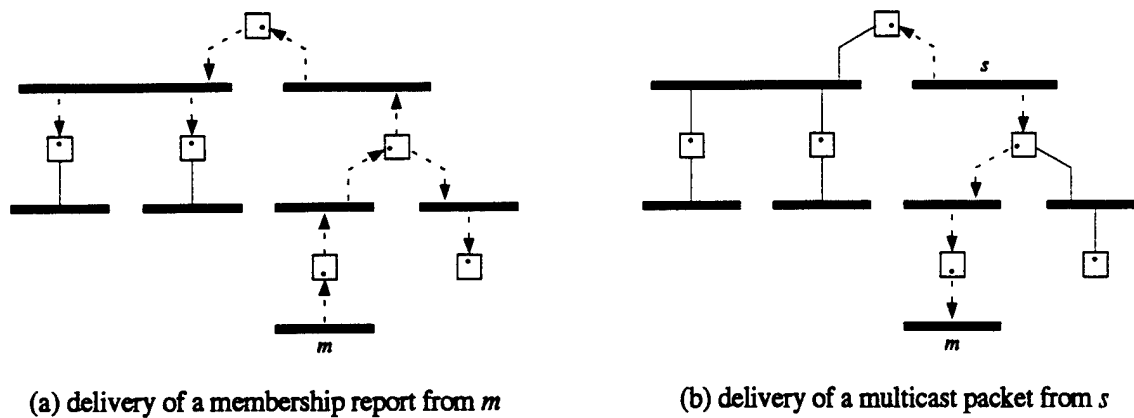 s
m
m
(a) delivery of a membership report from m
(b) delivery of a multicast packet from s